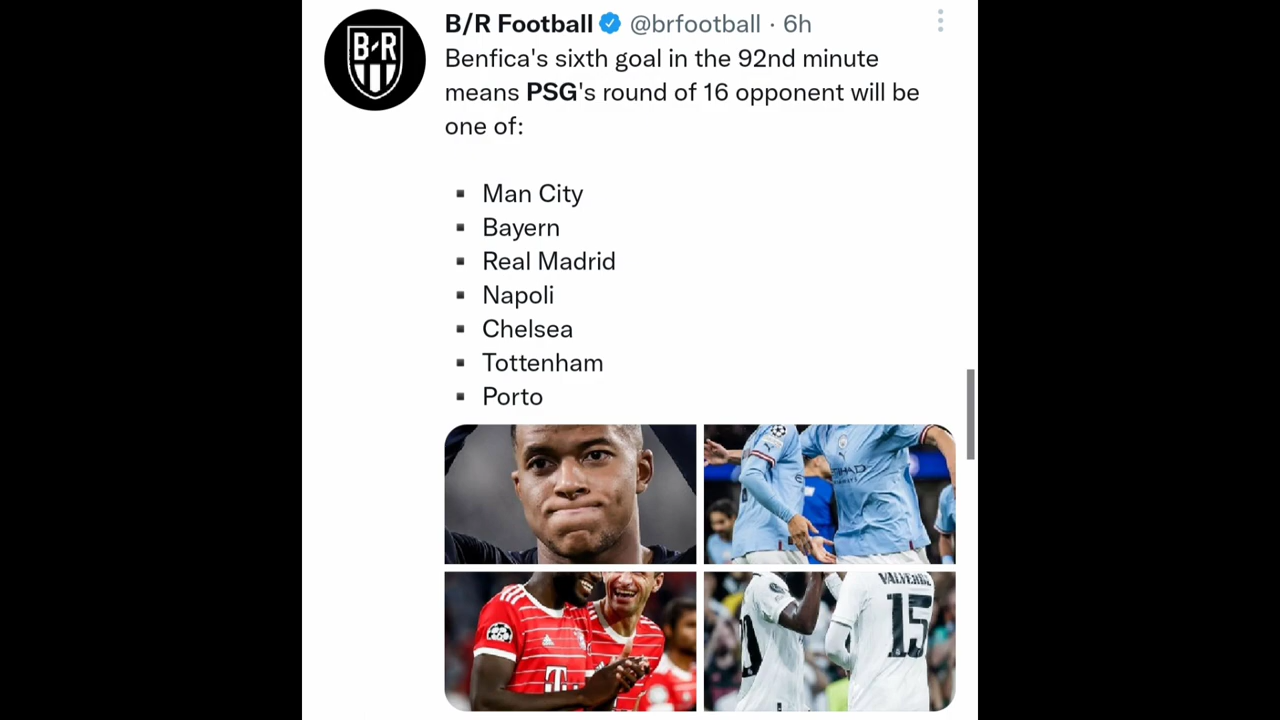 B/R Football @brfootball · 6h
Benfica's sixth goal in the 92nd minute
means PSG's round of 16 opponent will be
one of:
▪ Man City
▪ Bayern
▪ Real Madrid
▪ Napoli
▪ Chelsea
▪ Tottenham
▪ Porto
B-R
VALVERDE
15
T